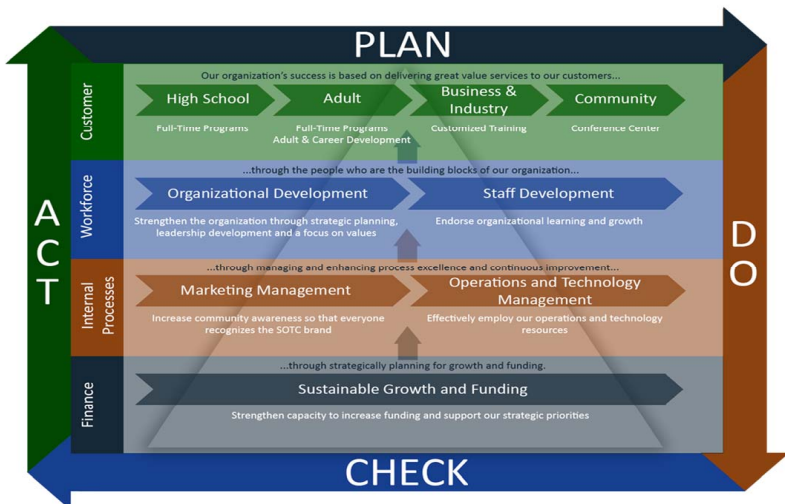 PLAN
Our organization's success is based on delivering great value services to our customers...
Customer
High School
Adult
Business &
Industry
Community
Full-Time Programs
Full-Time Programs
Adult & Career Development
Customized Training
Conference Center
...through the people who are the building blocks of our organization...
Workforce
Organizational Development
Staff Development
Strengthen the organization through strategic planning,
leadership development and a focus on values
Endorse organizational learning and growth
ACT
DO
...through managing and enhancing process excellence and continuous improvement...
Internal
Processes
Marketing Management
Operations and Technology
Management
Increase community awareness so that everyone
recognizes the SOTC brand
Effectively employ our operations and technology
resources
...through strategically planning for growth and funding.
Finance
Sustainable Growth and Funding
Strengthen capacity to increase funding and support our strategic priorities
CHECK